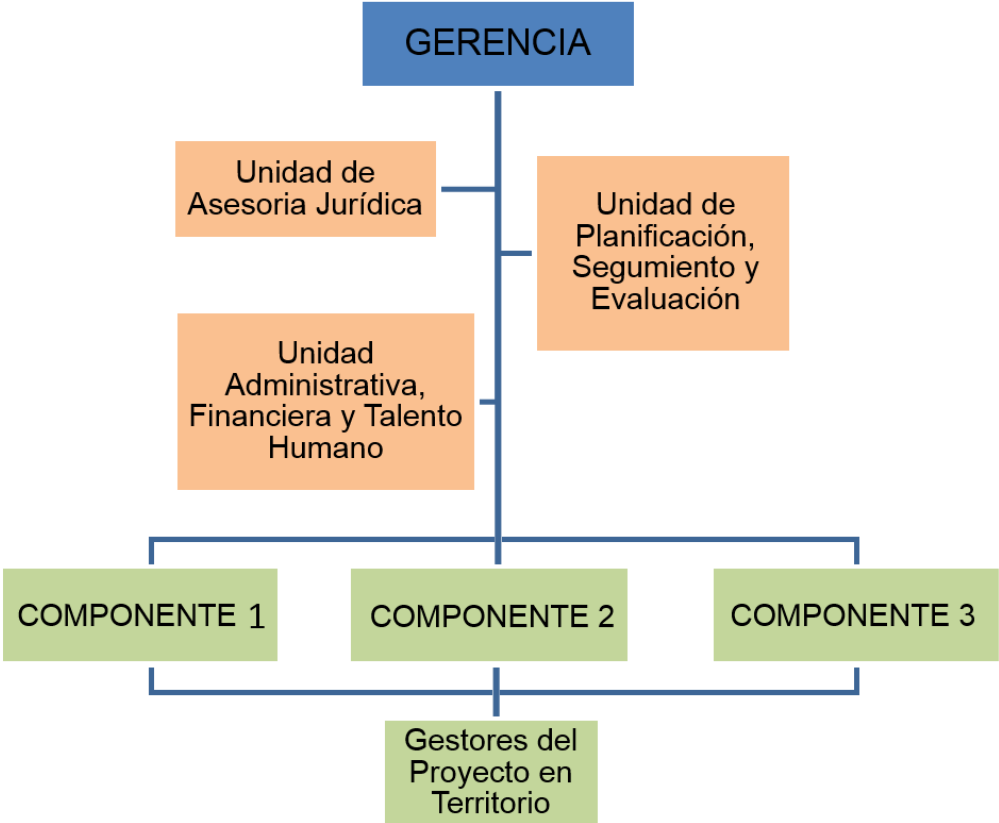 GERENCIA
Unidad de
Asesoria Jurídica
Unidad de
Planificación,
Segumiento y
Evaluación
Unidad
Administrativa,
Financiera y Talento
Humano
COMPONENTE 1
COMPONENTE 2
COMPONENTE 3
Gestores del
Proyecto en
Territorio